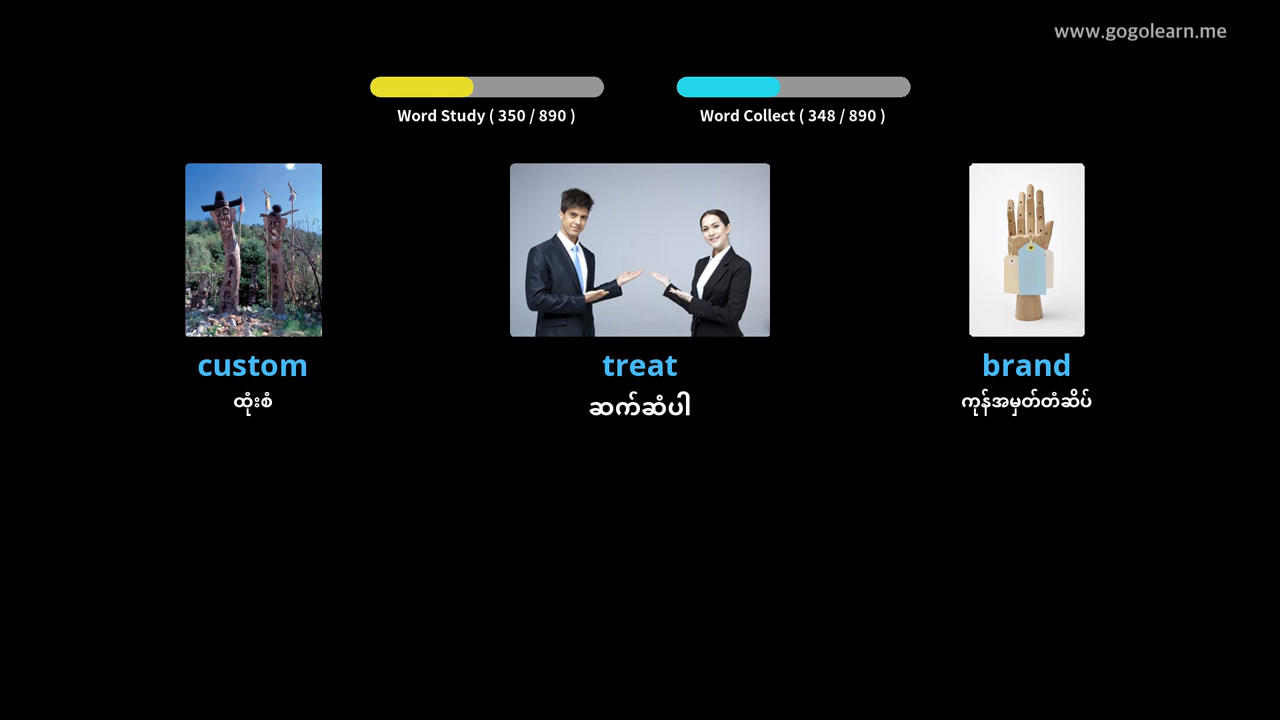 www.gogolearn.me
Word Study ( 350 / 890 )
Word Collect ( 348 / 890 )
custom
ထုံးစံ
treat
ဆက်ဆံပါ
brand
ကုန်အမှတ်တံဆိပ်